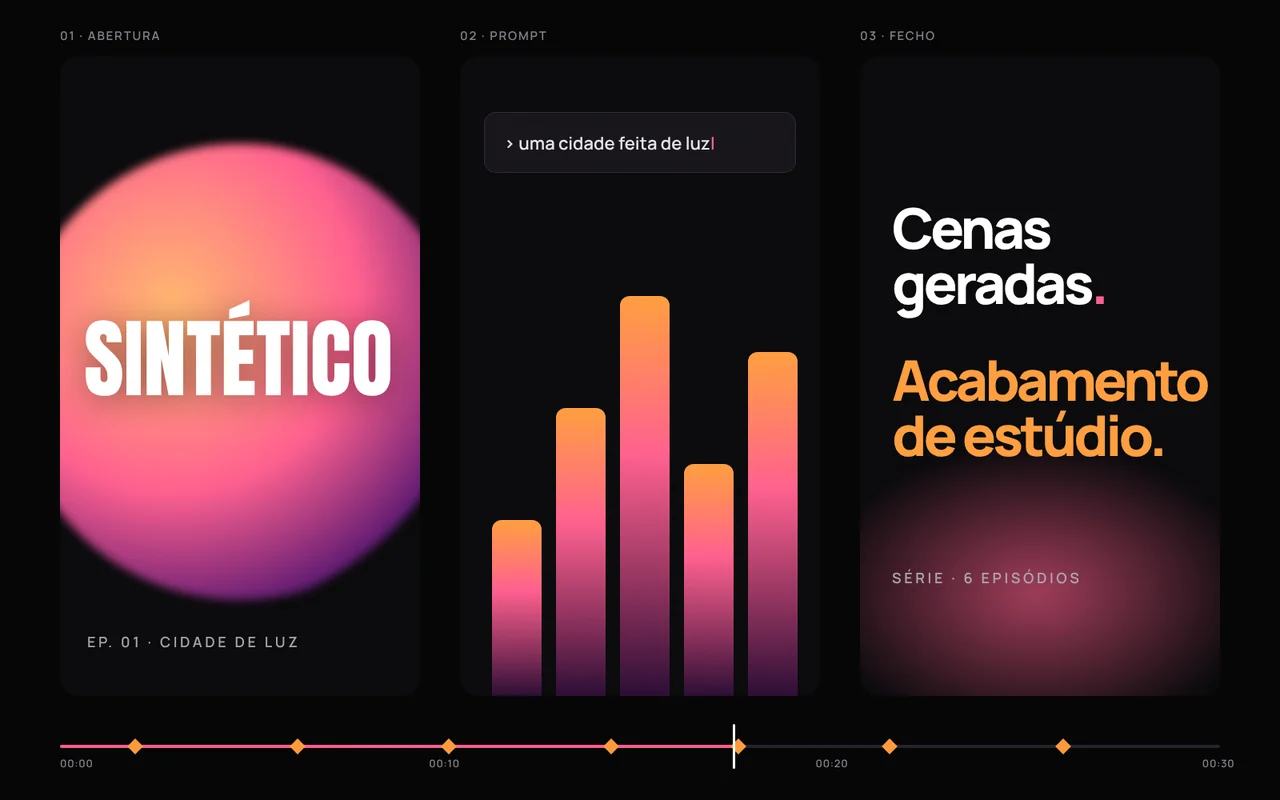 01 · ABERTURA
SINTÉTICO
EP. 01 · CIDADE DE LUZ
02 · PROMPT
› uma cidade feita de luz
03 · FECHO
Cenas
geradas.
Acabamento
de estúdio.
SÉRIE · 6 EPISÓDIOS
00:00
00:10
00:20
00:30